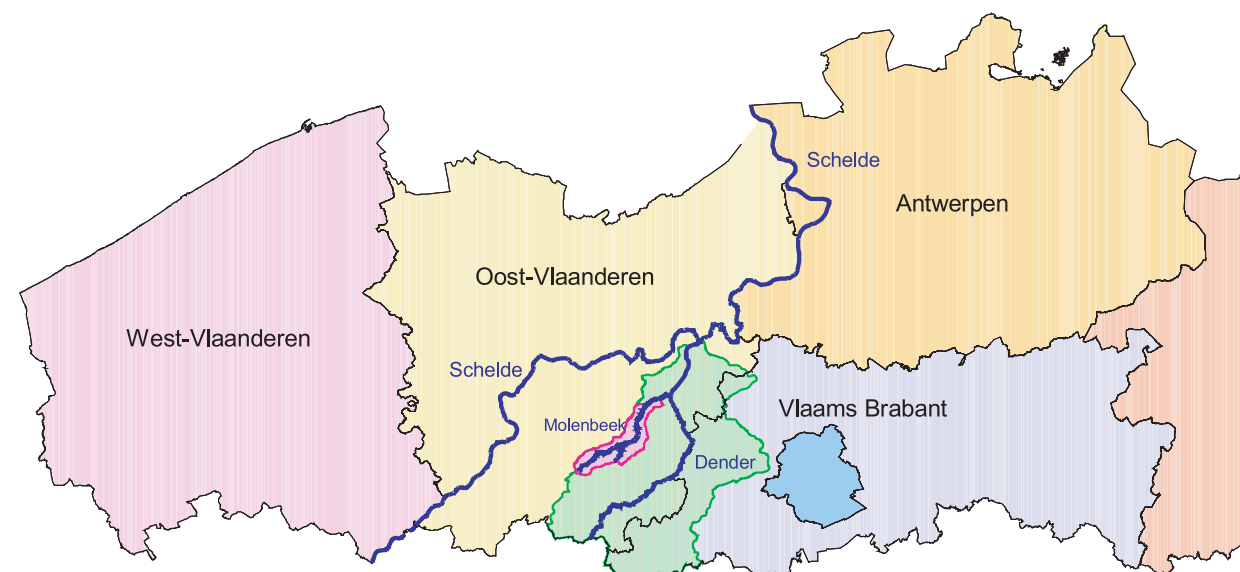 Schelde
Antwerpen
Oost-Vlaanderen
West-Vlaanderen
Schelde
Vlaams Brabant
Molenbeek
Dender